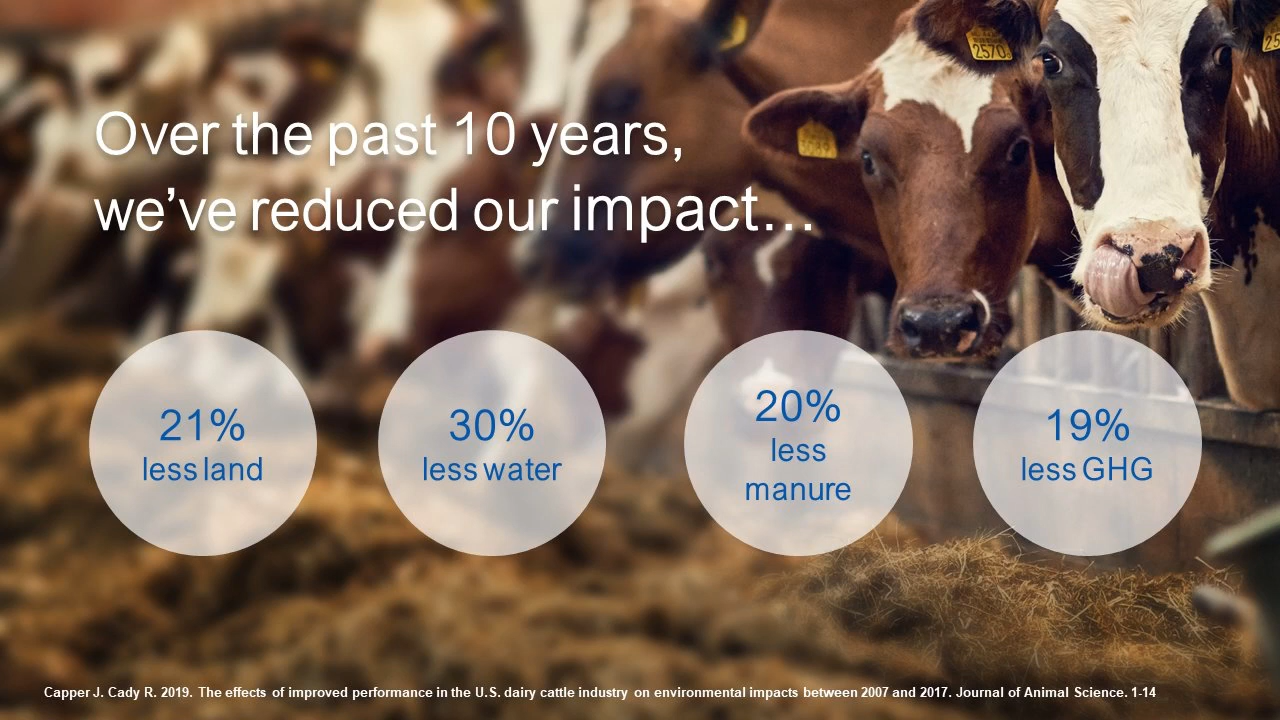 Over the past 10 years,
we've reduced our impact...
21%
less land
30%
less water
20%
less
manure
19%
less GHG
2570
25
Capper J. Cady R. 2019. The effects of improved performance in the U.S. dairy cattle industry on environmental impacts between 2007 and 2017. Journal of Animal Science. 1-14